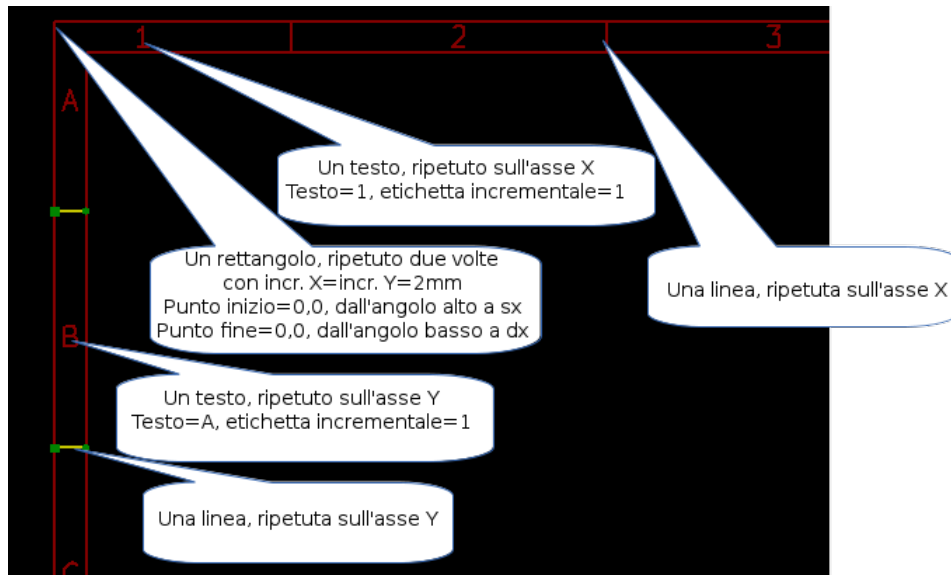 1 2 3
A
Un testo, ripetuto sull'asse X
Testo=1, etichetta incrementale=1
Un rettangolo, ripetuto due volte
con incr. X=incr. Y=2mm
Punto inizio=0,0, dall'angolo alto a sx
Punto fine=0,0, dall'angolo basso a dx
Una linea, ripetuta sull'asse X
B
Un testo, ripetuto sull'asse Y
Testo=A, etichetta incrementale=1
Una linea, ripetuta sull'asse Y
C